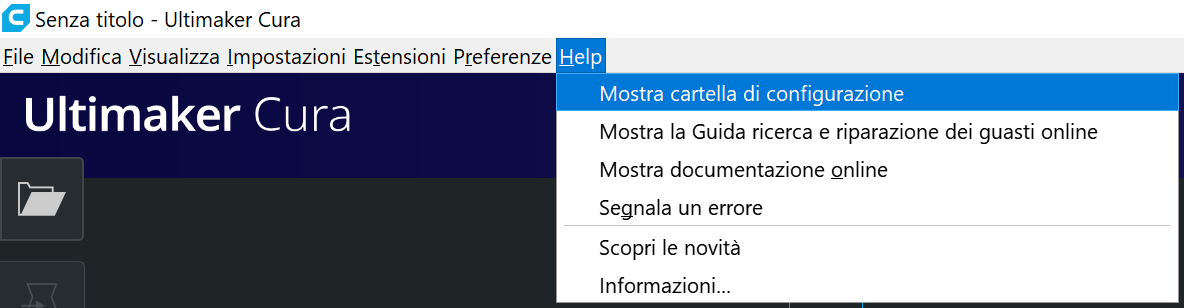 Senza titolo - Ultimaker Cura
File Modifica Visualizza Impostazioni Estensioni Preferenze Help
Ultimaker Cura
Mostra cartella di configurazione
Mostra la Guida ricerca e riparazione dei guasti online
Mostra documentazione online
Segnala un errore
Scopri le novità
Informazioni...